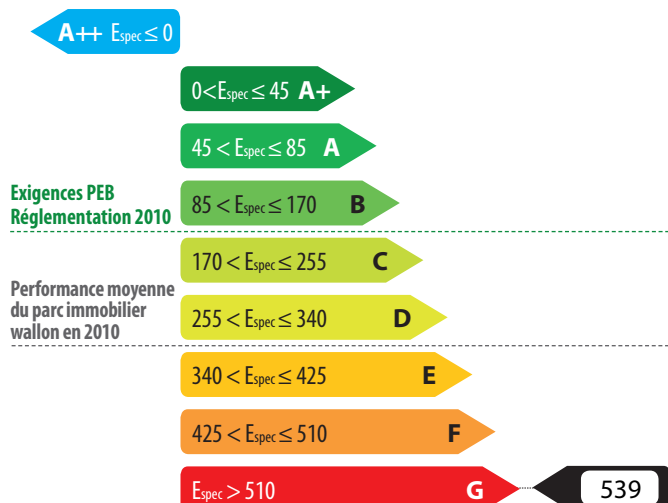 A++ Espec ≤ 0
0<Espec ≤ 45 A+
45 < Espec ≤ 85 A
Exigences PEB
Réglementation 2010
85 < Espec ≤ 170 B
170 < Espec ≤ 255 C
Performance moyenne
du parc immobilier
wallon en 2010
255 < Espec ≤ 340 D
340 < Espec ≤ 425 E
425 < Espec ≤ 510 F
Espec > 510 G
539